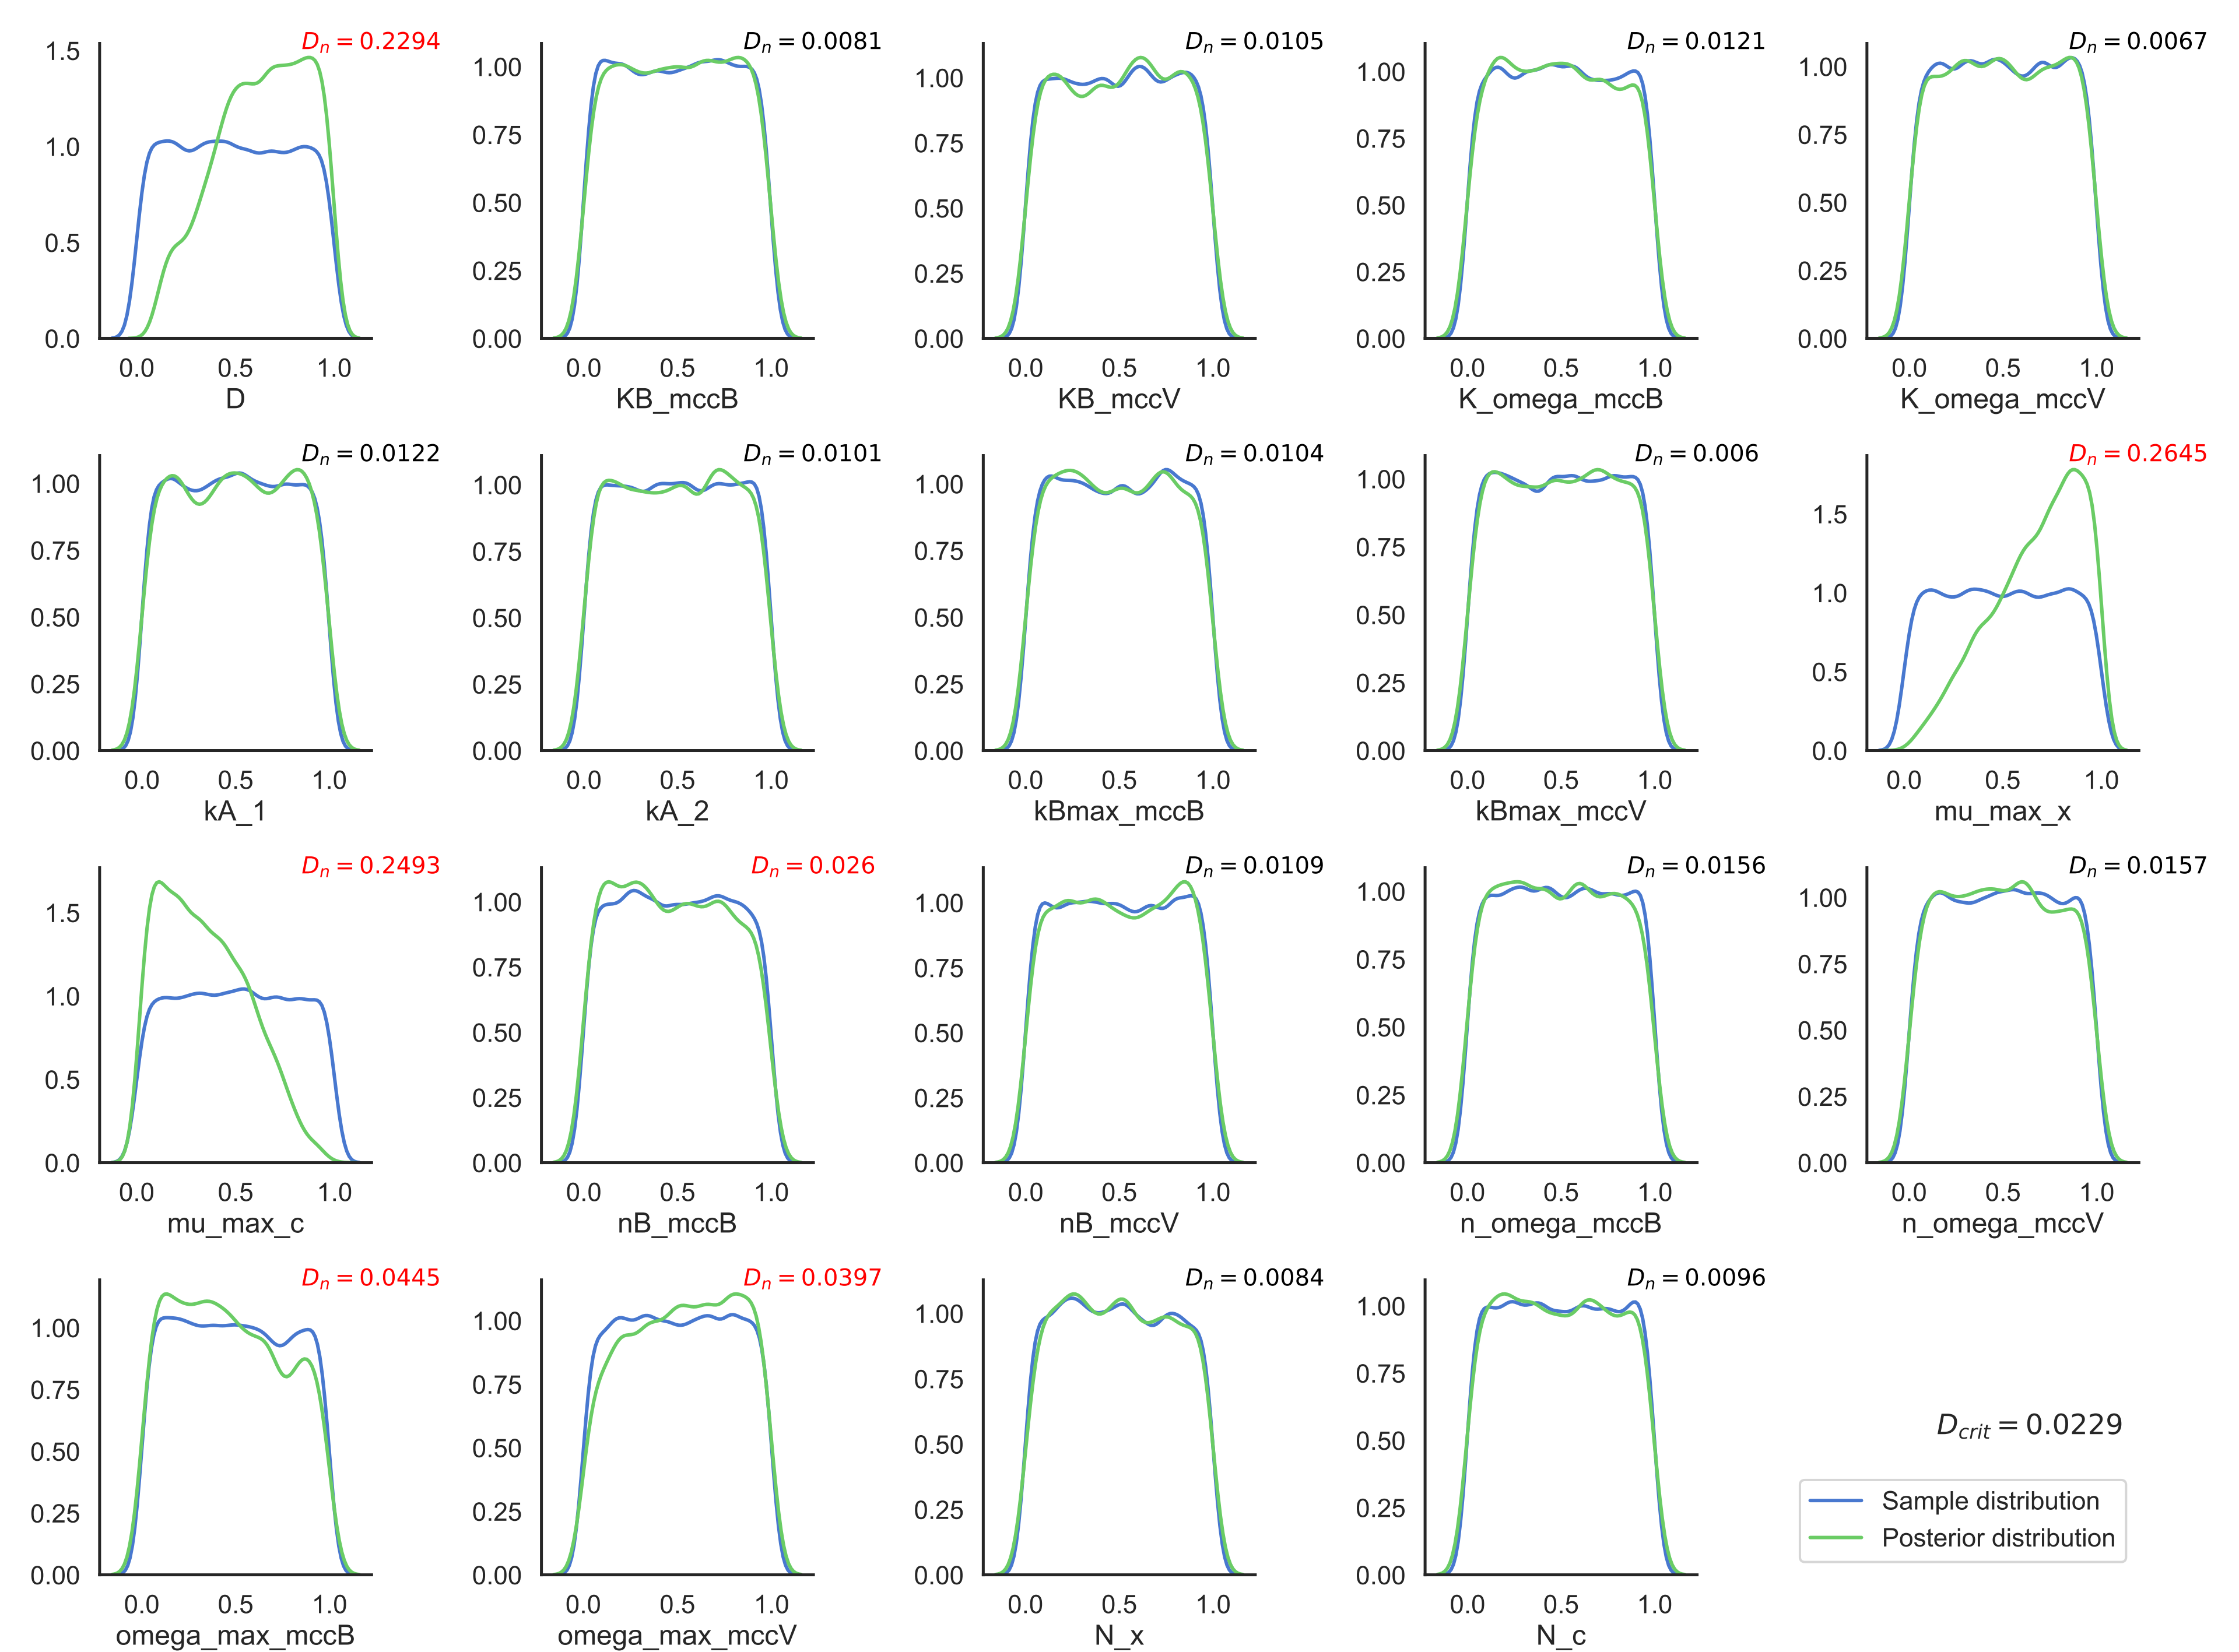 D_n = 0.2294
1.5
1.0
0.5
0.0
0.0 0.5 1.0
D
D_n = 0.0081
1.00
0.75
0.50
0.25
0.00
0.0 0.5 1.0
KB_mccB
D_n = 0.0105
1.00
0.75
0.50
0.25
0.00
0.0 0.5 1.0
KB_mccV
D_n = 0.0121
1.00
0.75
0.50
0.25
0.00
0.0 0.5 1.0
K_omega_mccB
D_n = 0.0067
1.00
0.75
0.50
0.25
0.00
0.0 0.5 1.0
K_omega_mccV
D_n = 0.0122
1.00
0.75
0.50
0.25
0.00
0.0 0.5 1.0
kA_1
D_n = 0.0101
1.00
0.75
0.50
0.25
0.00
0.0 0.5 1.0
kA_2
D_n = 0.0104
1.00
0.75
0.50
0.25
0.00
0.0 0.5 1.0
kBmax_mccB
D_n = 0.006
1.00
0.75
0.50
0.25
0.00
0.0 0.5 1.0
kBmax_mccV
D_n = 0.2645
1.5
1.0
0.5
0.0
0.0 0.5 1.0
mu_max_x
D_n = 0.2493
1.5
1.0
0.5
0.0
0.0 0.5 1.0
mu_max_c
D_n = 0.026
1.00
0.75
0.50
0.25
0.00
0.0 0.5 1.0
nB_mccB
D_n = 0.0109
1.00
0.75
0.50
0.25
0.00
0.0 0.5 1.0
nB_mccV
D_n = 0.0156
1.00
0.75
0.50
0.25
0.00
0.0 0.5 1.0
n_omega_mccB
D_n = 0.0157
1.00
0.75
0.50
0.25
0.00
0.0 0.5 1.0
n_omega_mccV
D_n = 0.0445
1.00
0.75
0.50
0.25
0.00
0.0 0.5 1.0
omega_max_mccB
D_n = 0.0397
1.00
0.75
0.50
0.25
0.00
0.0 0.5 1.0
omega_max_mccV
D_n = 0.0084
1.00
0.75
0.50
0.25
0.00
0.0 0.5 1.0
N_x
D_n = 0.0096
1.00
0.75
0.50
0.25
0.00
0.0 0.5 1.0
N_c
D_crit = 0.0229
Sample distribution
Posterior distribution